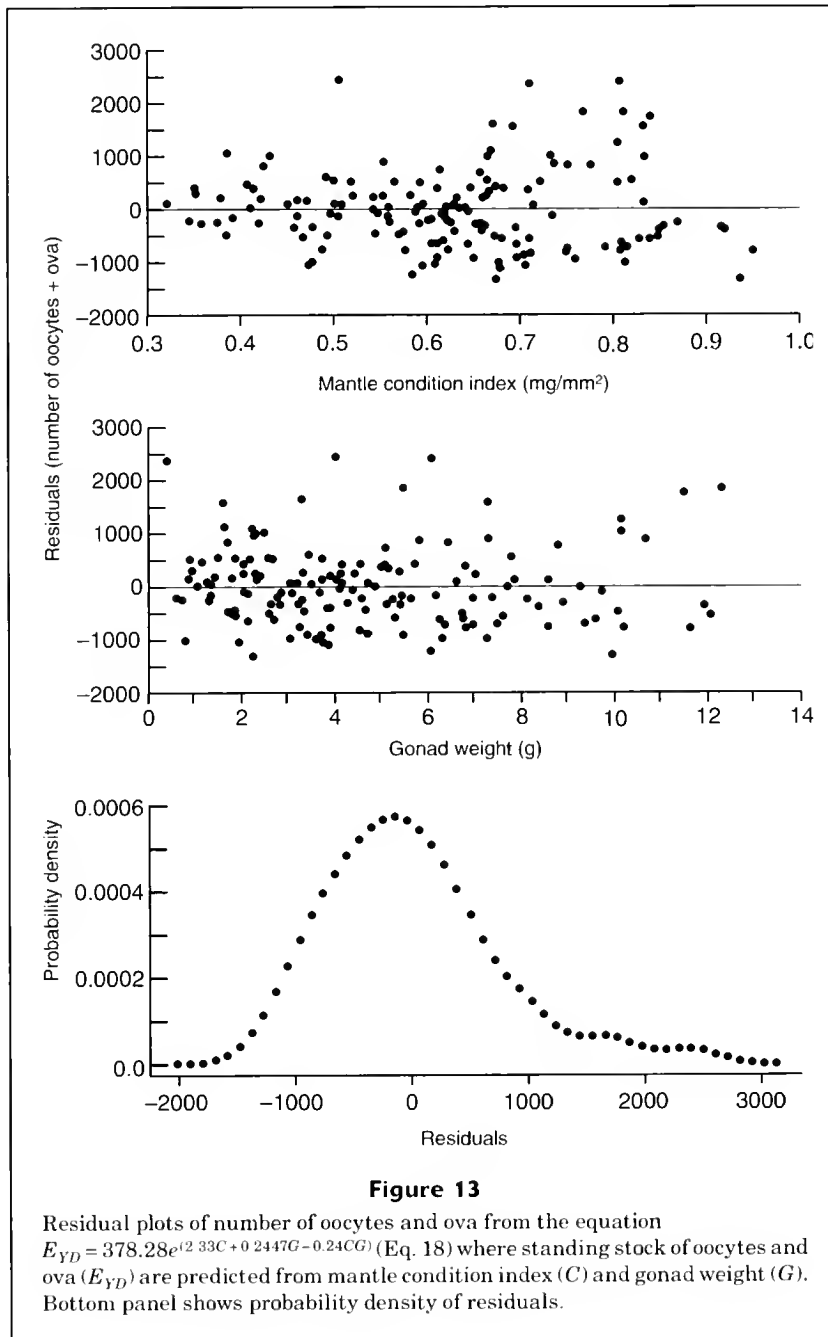 Residuals (number of oocytes + ova)
3000
2000
1000
0
−1000
−2000
0.3 0.4 0.5 0.6 0.7 0.8 0.9 1.0
Mantle condition index (mg/mm²)
3000
2000
1000
0
−1000
−2000
0 2 4 6 8 10 12 14
Gonad weight (g)
Probability density
0.0006
0.0004
0.0002
0.0
−2000 −1000 0 1000 2000 3000
Residuals
Figure 13
Residual plots of number of oocytes and ova from the equation
E_YD = 378.28e^(2 33C + 0 2447G − 0.24CG) (Eq. 18) where standing stock of oocytes and
ova (E_YD) are predicted from mantle condition index (C) and gonad weight (G).
Bottom panel shows probability density of residuals.